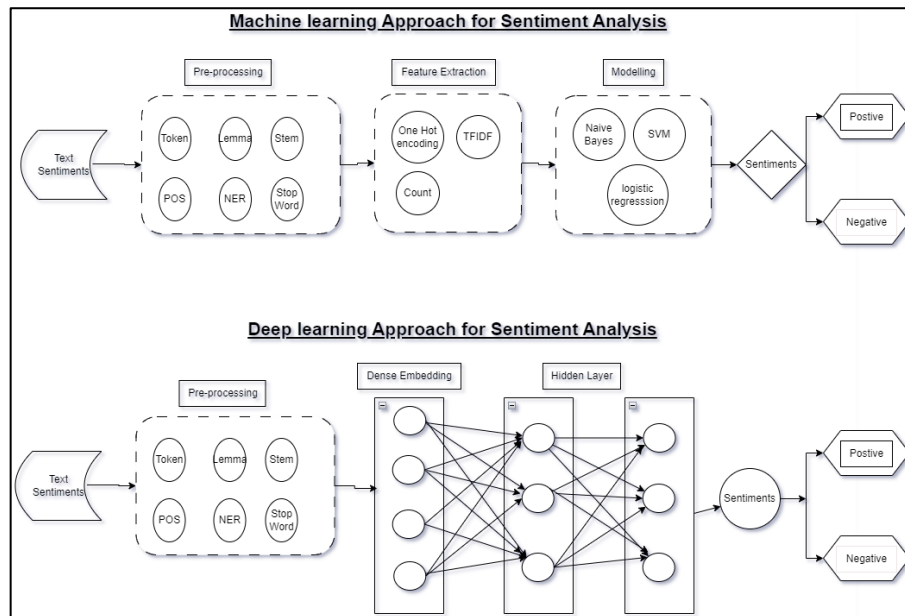 Machine learning Approach for Sentiment Analysis
Pre-processing
Feature Extraction
Modelling
Text
Sentiments
Token
Lemma
Stem
POS
NER
Stop
Word
One Hot
encoding
TFIDF
Count
Naive
Bayes
SVM
logistic
regresssion
Sentiments
Postive
Negative
Deep learning Approach for Sentiment Analysis
Pre-processing
Dense Embedding
Hidden Layer
Text
Sentiments
Token
Lemma
Stem
POS
NER
Stop
Word
Sentiments
Postive
Negative